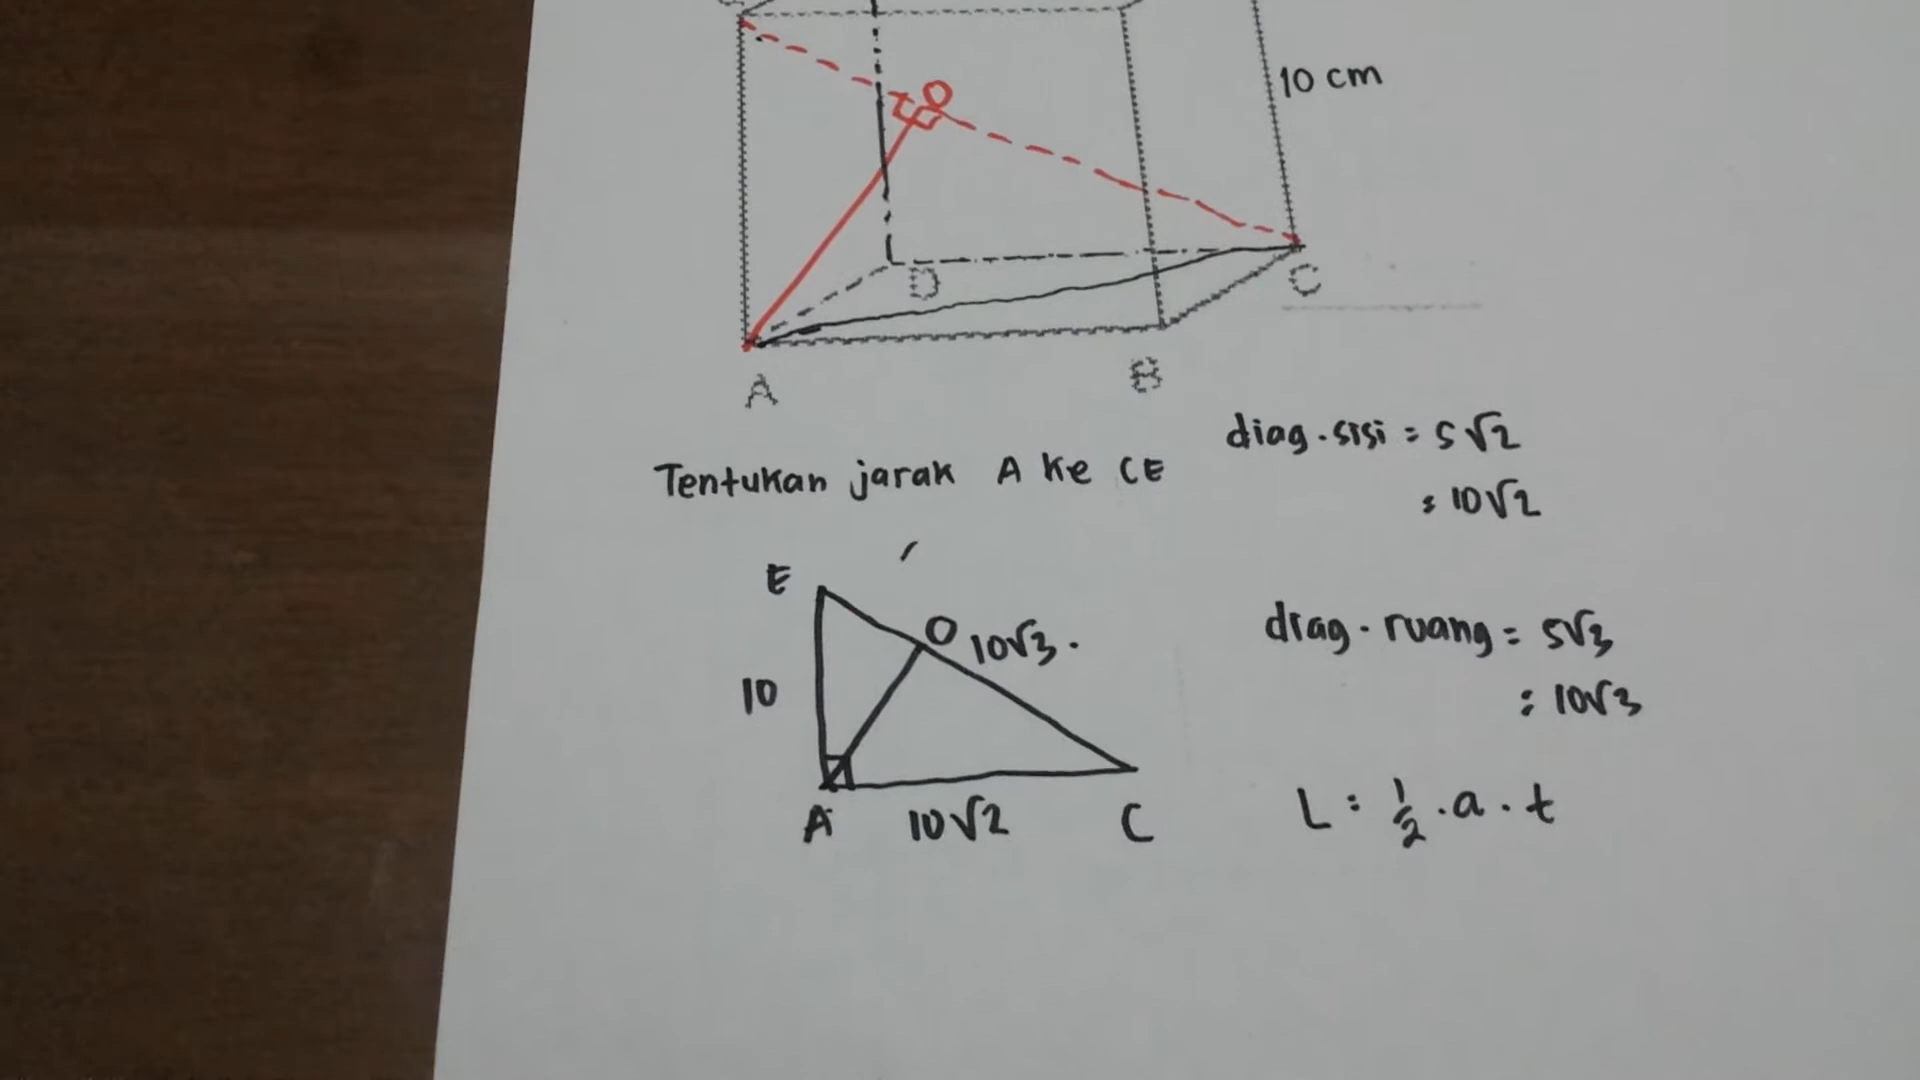 10 cm
O
D
C
A
B
Tentukan jarak A ke CE
diag.sisi = s√2
= 10√2
E
O
10√3.
10
A
10√2
C
diag. ruang = s√3
= 10√3
L = 1/2 . a . t